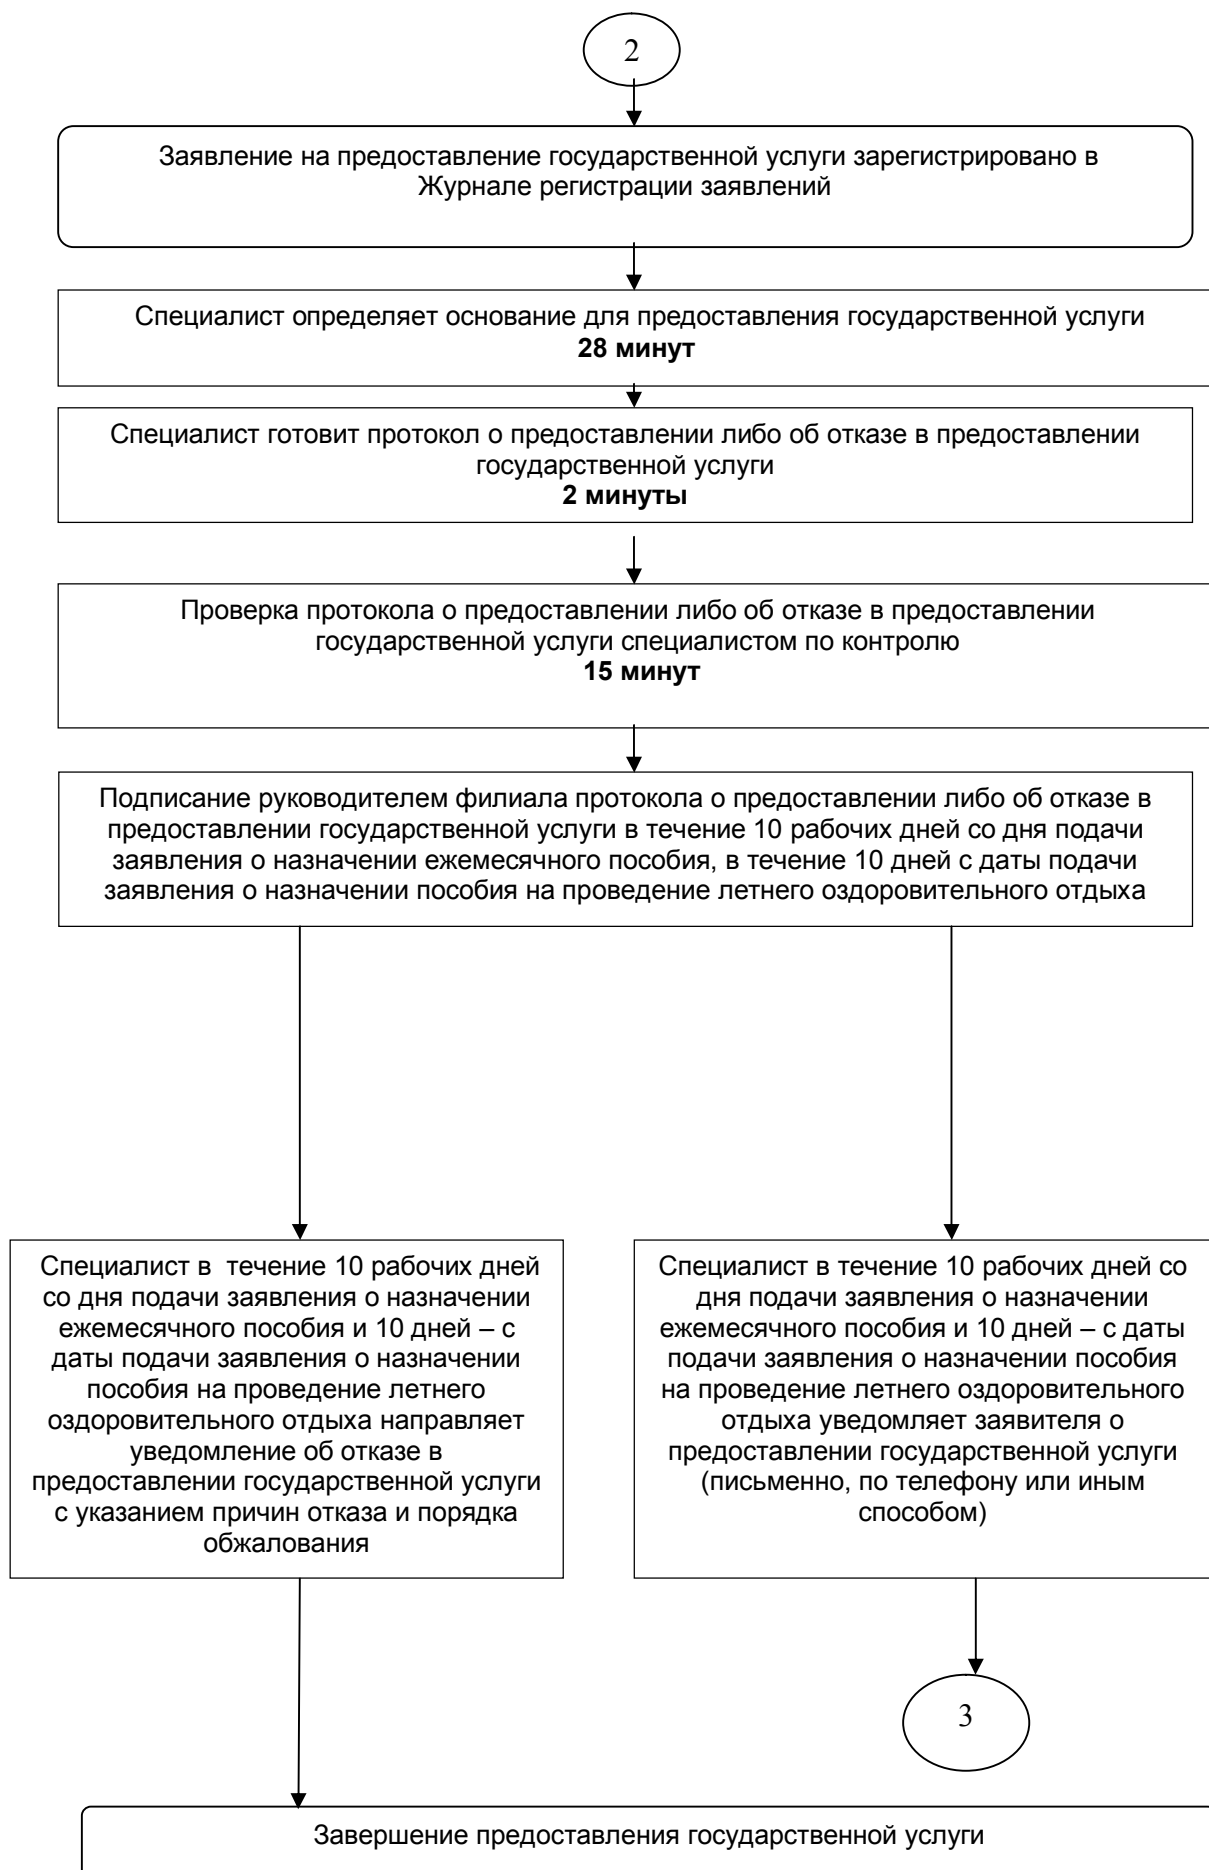 2
Заявление на предоставление государственной услуги зарегистрировано в
Журнале регистрации заявлений
Специалист определяет основание для предоставления государственной услуги
28 минут
Специалист готовит протокол о предоставлении либо об отказе в предоставлении
государственной услуги
2 минуты
Проверка протокола о предоставлении либо об отказе в предоставлении
государственной услуги специалистом по контролю
15 минут
Подписание руководителем филиала протокола о предоставлении либо об отказе в
предоставлении государственной услуги в течение 10 рабочих дней со дня подачи
заявления о назначении ежемесячного пособия, в течение 10 дней с даты подачи
заявления о назначении пособия на проведение летнего оздоровительного отдыха
Специалист в  течение 10 рабочих дней
со дня подачи заявления о назначении
ежемесячного пособия и 10 дней – с
даты подачи заявления о назначении
пособия на проведение летнего
оздоровительного отдыха направляет
уведомление об отказе в
предоставлении государственной услуги
с указанием причин отказа и порядка
обжалования
Специалист в течение 10 рабочих дней со
дня подачи заявления о назначении
ежемесячного пособия и 10 дней – с даты
подачи заявления о назначении пособия
на проведение летнего оздоровительного
отдыха уведомляет заявителя о
предоставлении государственной услуги
(письменно, по телефону или иным
способом)
3
Завершение предоставления государственной услуги